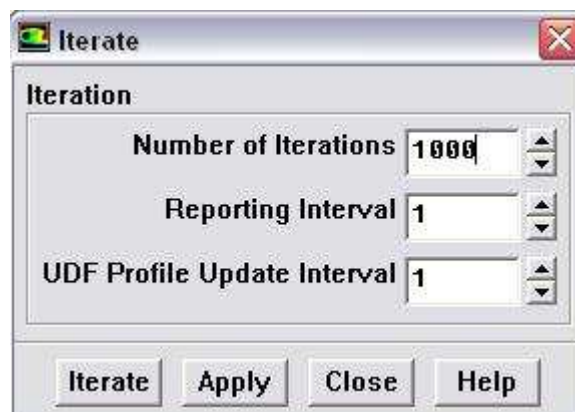 Iterate
Iteration
Number of Iterations 1000
Reporting Interval 1
UDF Profile Update Interval 1
Iterate Apply Close Help